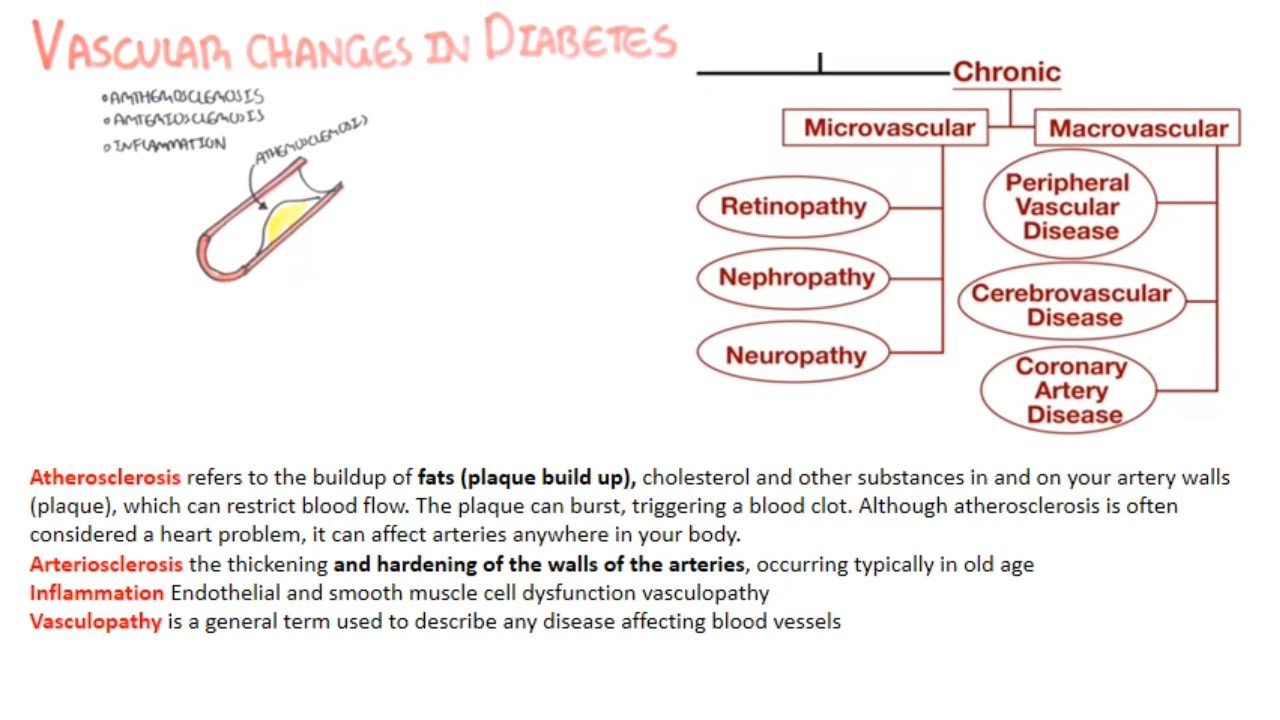 VASCULAR CHANGES IN DIABETES
• ATHEROSCLEROSIS
• ARTERIOSCLEROSIS
• INFLAMMATION
ATHEROSCLEROSIS
Chronic
Microvascular
Macrovascular
Retinopathy
Nephropathy
Neuropathy
Peripheral
Vascular
Disease
Cerebrovascular
Disease
Coronary
Artery
Disease
Atherosclerosis refers to the buildup of fats (plaque build up), cholesterol and other substances in and on your artery walls
(plaque), which can restrict blood flow. The plaque can burst, triggering a blood clot. Although atherosclerosis is often
considered a heart problem, it can affect arteries anywhere in your body.
Arteriosclerosis the thickening and hardening of the walls of the arteries, occurring typically in old age
Inflammation Endothelial and smooth muscle cell dysfunction vasculopathy
Vasculopathy is a general term used to describe any disease affecting blood vessels